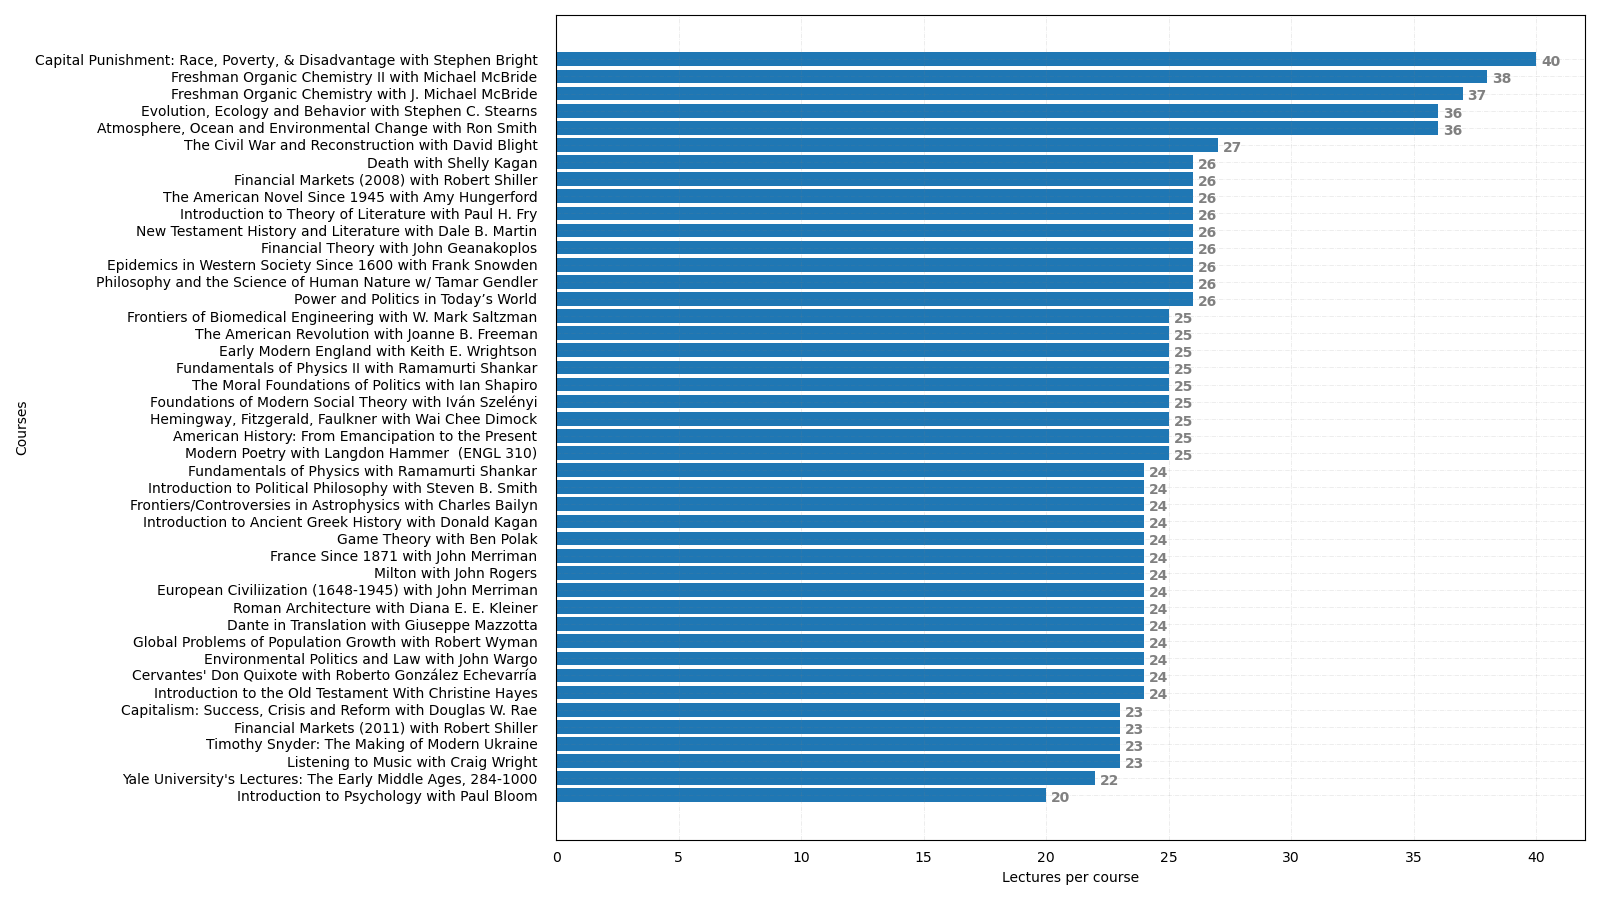 Capital Punishment: Race, Poverty, & Disadvantage with Stephen Bright 40
Freshman Organic Chemistry II with Michael McBride 38
Freshman Organic Chemistry with J. Michael McBride 37
Evolution, Ecology and Behavior with Stephen C. Stearns 36
Atmosphere, Ocean and Environmental Change with Ron Smith 36
The Civil War and Reconstruction with David Blight 27
Death with Shelly Kagan 26
Financial Markets (2008) with Robert Shiller 26
The American Novel Since 1945 with Amy Hungerford 26
Introduction to Theory of Literature with Paul H. Fry 26
New Testament History and Literature with Dale B. Martin 26
Financial Theory with John Geanakoplos 26
Epidemics in Western Society Since 1600 with Frank Snowden 26
Philosophy and the Science of Human Nature w/ Tamar Gendler 26
Power and Politics in Today’s World 26
Frontiers of Biomedical Engineering with W. Mark Saltzman 25
The American Revolution with Joanne B. Freeman 25
Early Modern England with Keith E. Wrightson 25
Fundamentals of Physics II with Ramamurti Shankar 25
The Moral Foundations of Politics with Ian Shapiro 25
Foundations of Modern Social Theory with Iván Szelényi 25
Hemingway, Fitzgerald, Faulkner with Wai Chee Dimock 25
American History: From Emancipation to the Present 25
Modern Poetry with Langdon Hammer  (ENGL 310) 25
Fundamentals of Physics with Ramamurti Shankar 24
Introduction to Political Philosophy with Steven B. Smith 24
Frontiers/Controversies in Astrophysics with Charles Bailyn 24
Introduction to Ancient Greek History with Donald Kagan 24
Game Theory with Ben Polak 24
France Since 1871 with John Merriman 24
Milton with John Rogers 24
European Civiliization (1648-1945) with John Merriman 24
Roman Architecture with Diana E. E. Kleiner 24
Dante in Translation with Giuseppe Mazzotta 24
Global Problems of Population Growth with Robert Wyman 24
Environmental Politics and Law with John Wargo 24
Cervantes' Don Quixote with Roberto González Echevarría 24
Introduction to the Old Testament With Christine Hayes 24
Capitalism: Success, Crisis and Reform with Douglas W. Rae 23
Financial Markets (2011) with Robert Shiller 23
Timothy Snyder: The Making of Modern Ukraine 23
Listening to Music with Craig Wright 23
Yale University's Lectures: The Early Middle Ages, 284-1000 22
Introduction to Psychology with Paul Bloom 20
Courses
0 5 10 15 20 25 30 35 40
Lectures per course